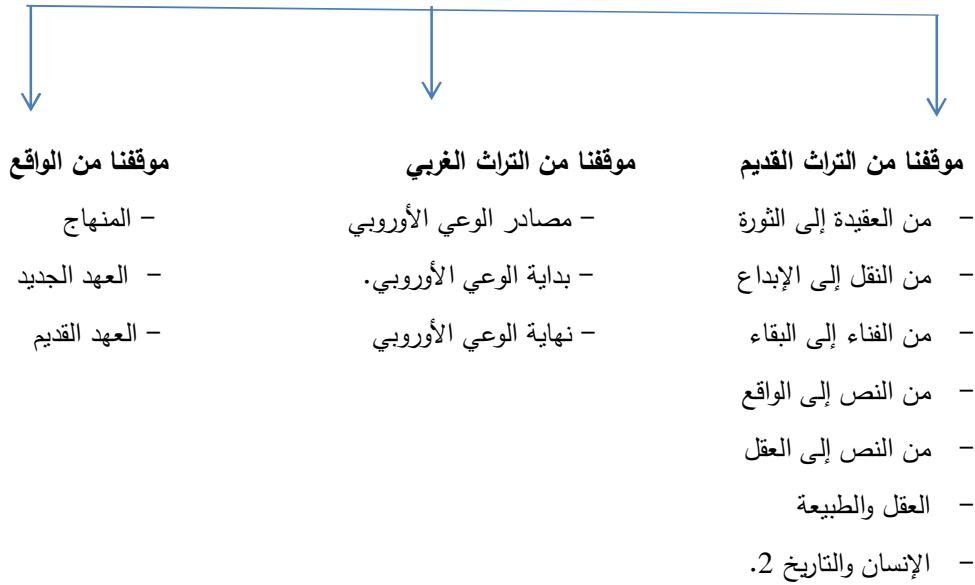 موقفنا من التراث القديم
- من العقيدة إلى الثورة
- من النقل إلى الإبداع
- من الفناء إلى البقاء
- من النص إلى الواقع
- من النص إلى العقل
- العقل والطبيعة
- الإنسان والتاريخ 2.
موقفنا من التراث الغربي
- مصادر الوعي الأوروبي
- بداية الوعي الأوروبي.
- نهاية الوعي الأوروبي
موقفنا من الواقع
- المنهاج
- العهد الجديد
- العهد القديم